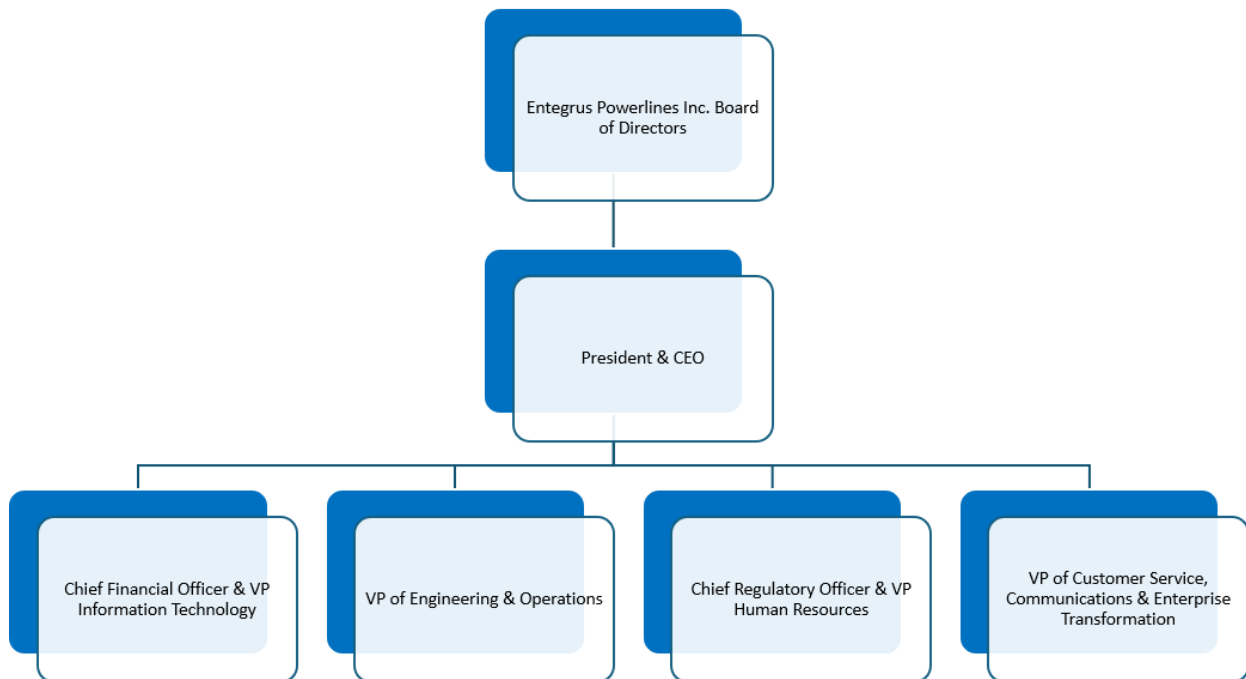 Entegrus Powerlines Inc. Board
of Directors
President & CEO
Chief Financial Officer & VP
Information Technology
VP of Engineering & Operations
Chief Regulatory Officer & VP
Human Resources
VP of Customer Service,
Communications & Enterprise
Transformation